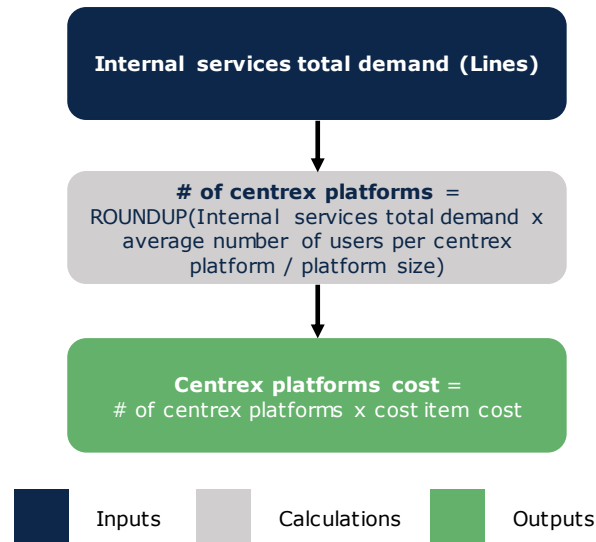 Internal services total demand (Lines)
# of centrex platforms =
ROUNDUP(Internal services total demand x
average number of users per centrex
platform / platform size)
Centrex platforms cost =
# of centrex platforms x cost item cost
Inputs
Calculations
Outputs